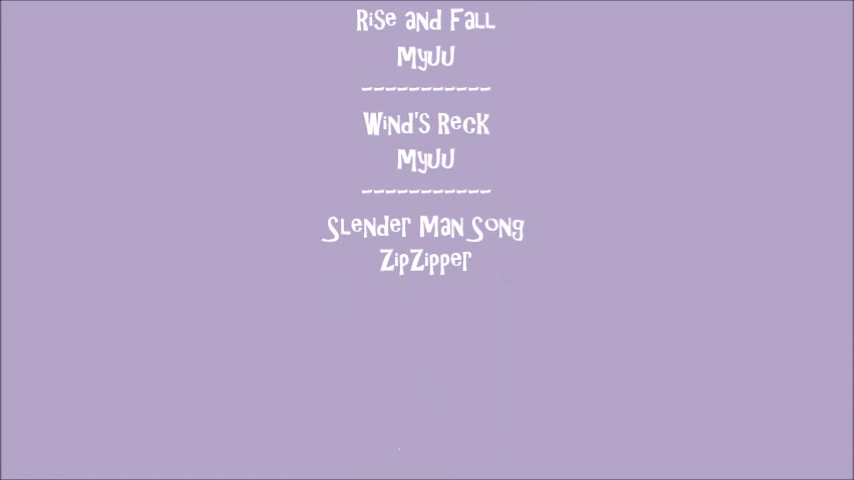 Rise and Fall
Myuu
-----------
Wind's Reck
Myuu
-----------
Slender Man Song
ZipZipper